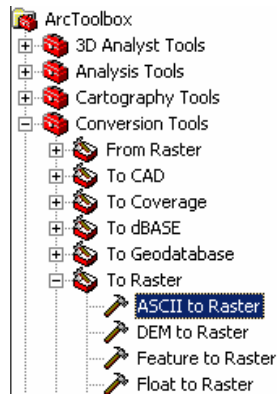 ArcToolbox
3D Analyst Tools
Analysis Tools
Cartography Tools
Conversion Tools
From Raster
To CAD
To Coverage
To dBASE
To Geodatabase
To Raster
ASCII to Raster
DEM to Raster
Feature to Raster
Float to Raster